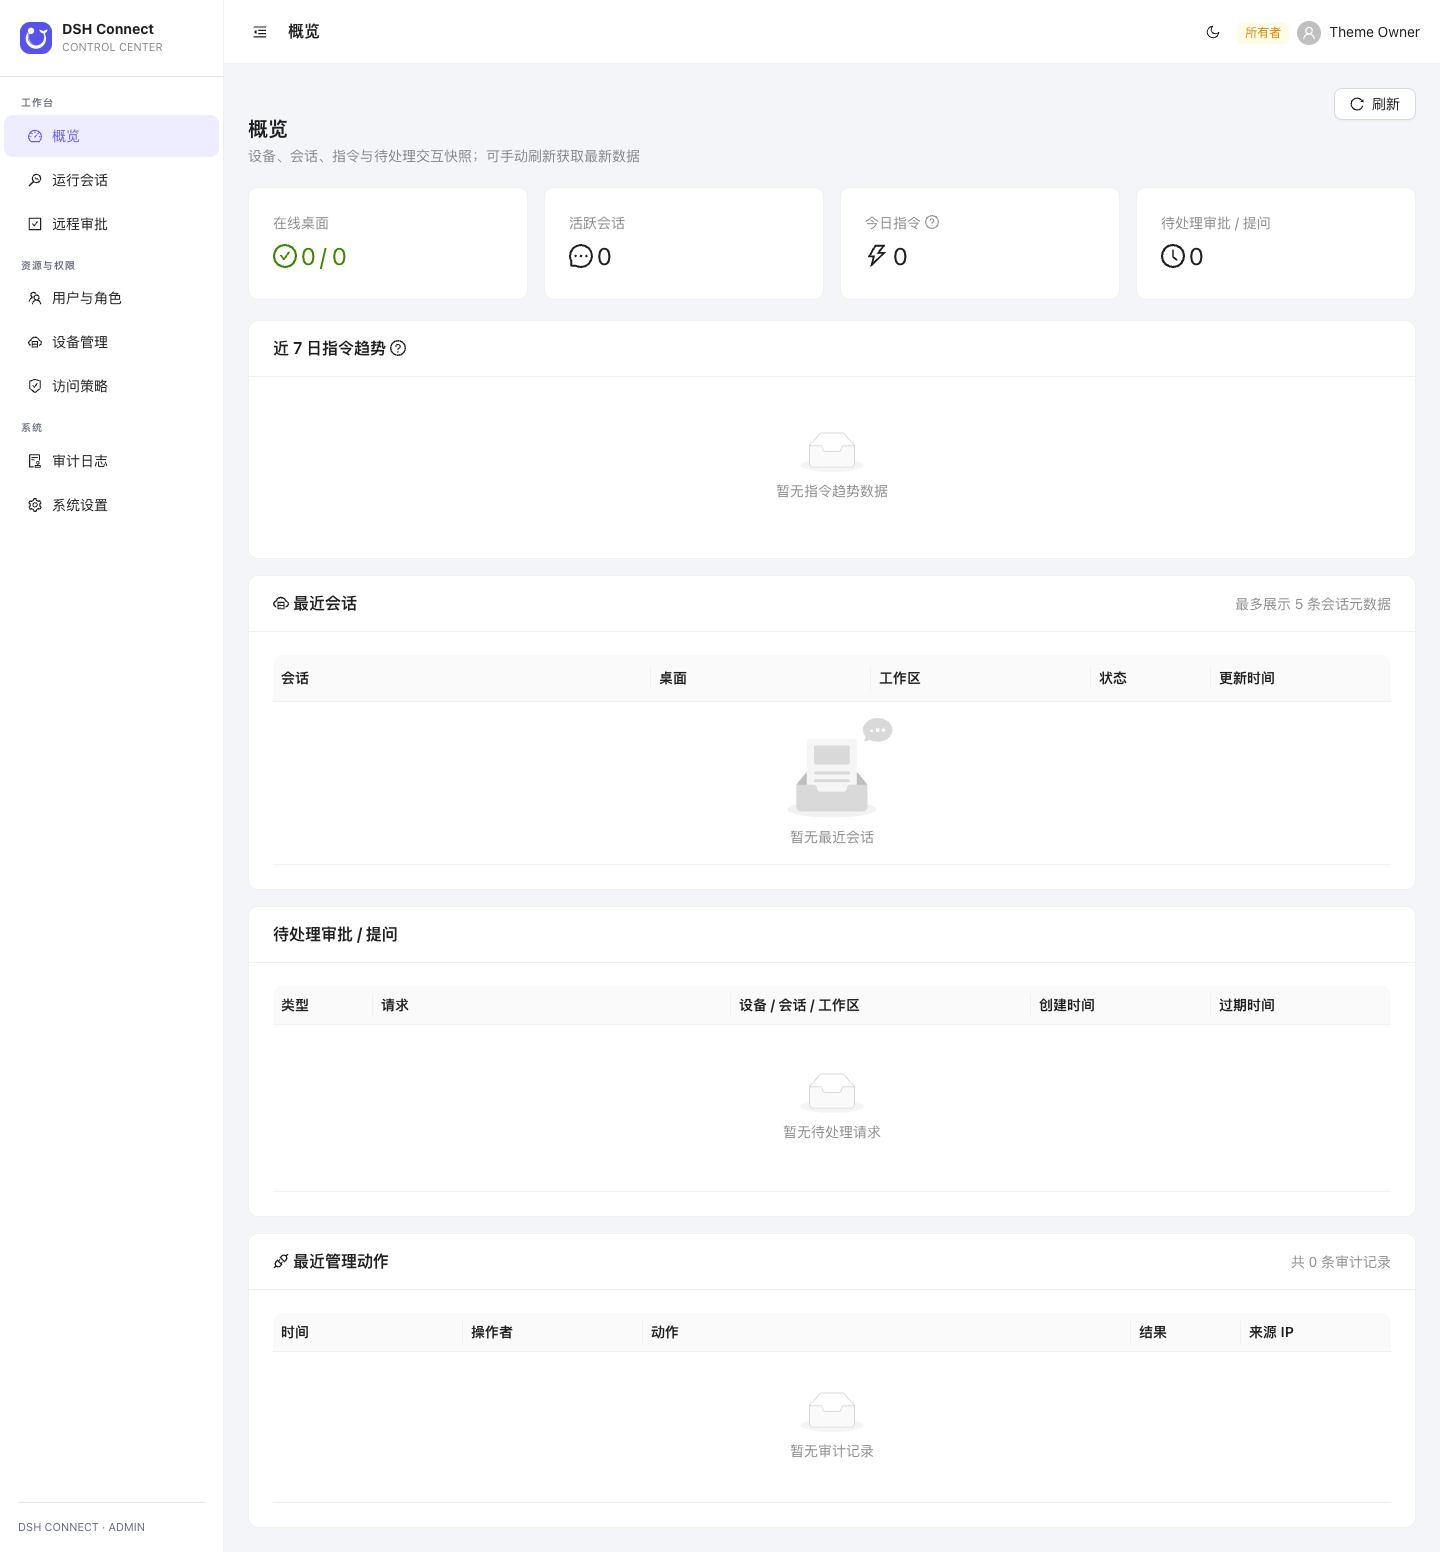 DSH Connect
CONTROL CENTER
工作台
概览
运行会话
远程审批
资源与权限
用户与角色
设备管理
访问策略
系统
审计日志
系统设置
DSH CONNECT · ADMIN
概览
所有者
Theme Owner
刷新
概览
设备、会话、指令与待处理交互快照；可手动刷新获取最新数据
在线桌面
0 / 0
活跃会话
0
今日指令
0
待处理审批 / 提问
0
近 7 日指令趋势
暂无指令趋势数据
最近会话
最多展示 5 条会话元数据
会话 桌面 工作区 状态 更新时间
暂无最近会话
待处理审批 / 提问
类型 请求 设备 / 会话 / 工作区 创建时间 过期时间
暂无待处理请求
最近管理动作
共 0 条审计记录
时间 操作者 动作 结果 来源 IP
暂无审计记录